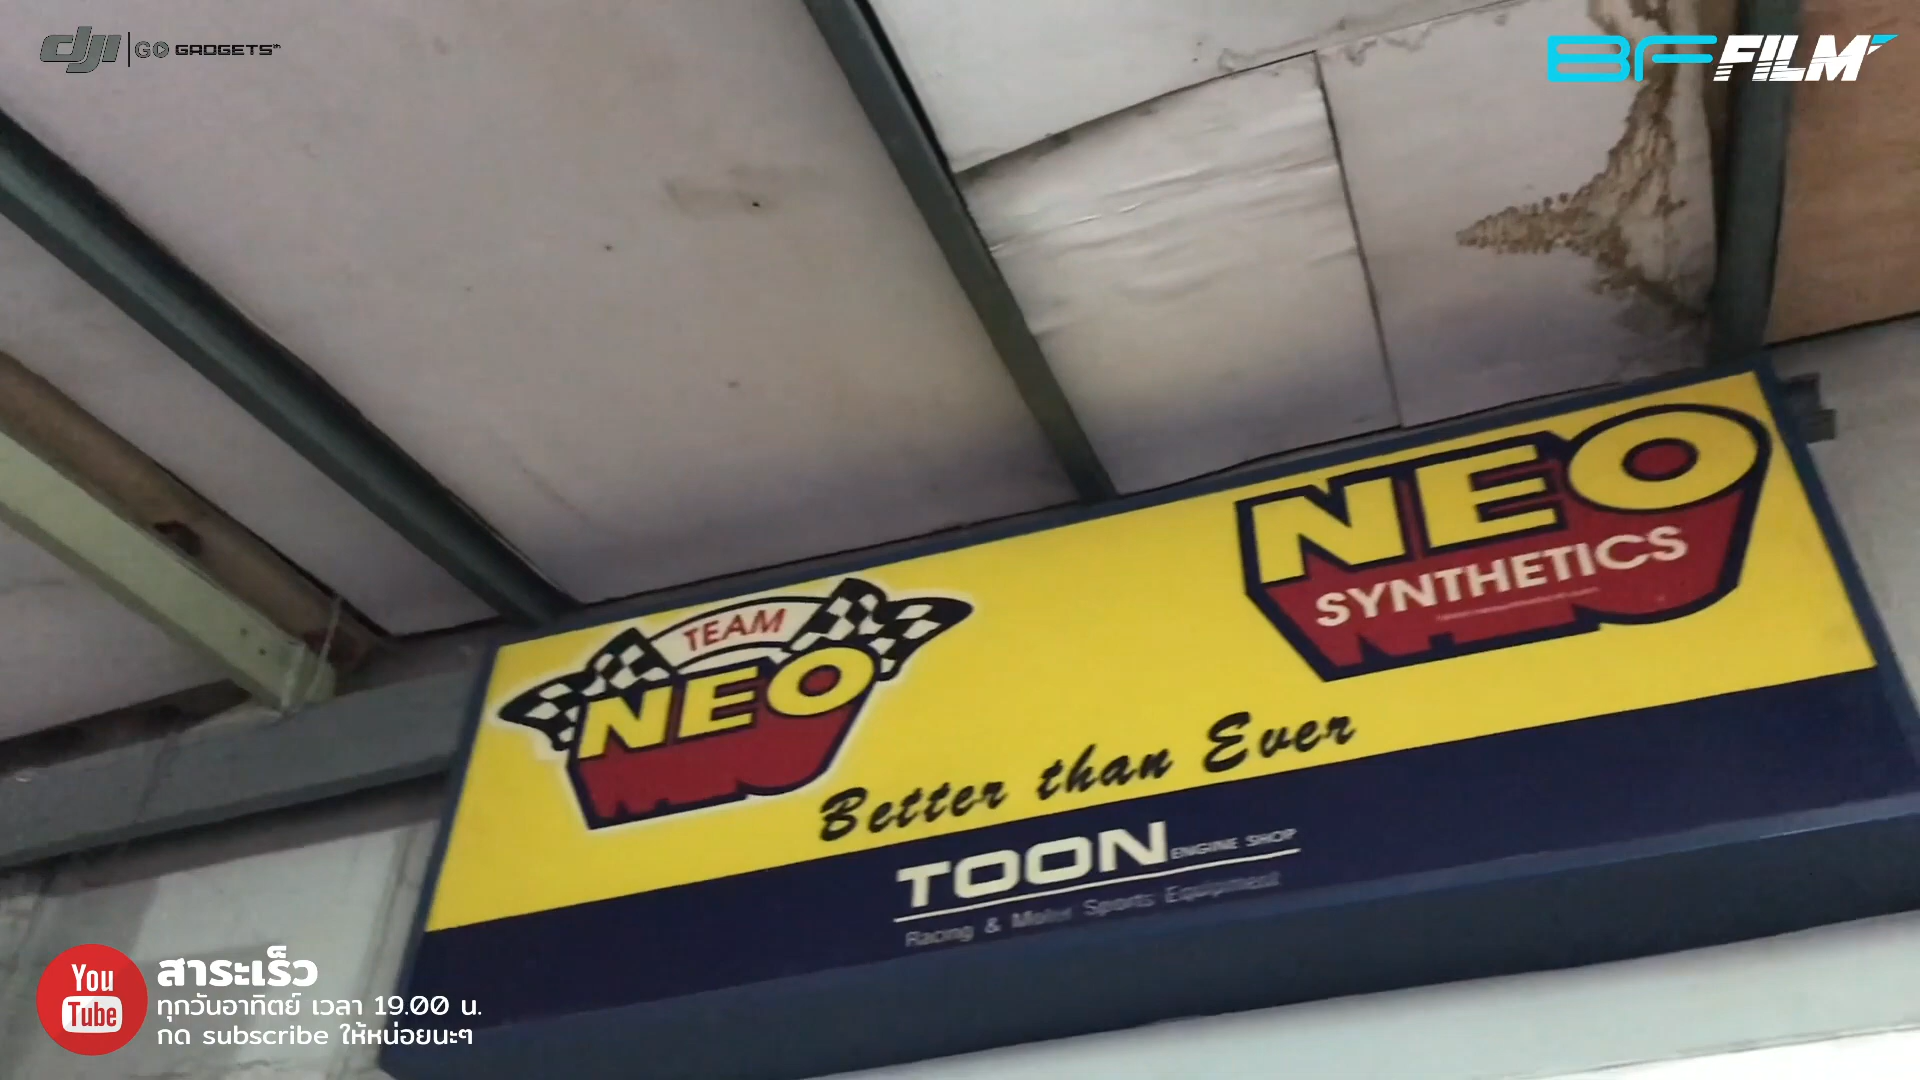 dji GO GADGETS
BF FILM
TEAM
NEO
NEO
SYNTHETICS
Better than Ever
TOON ENGINE SHOP
Racing & Motor Sports Equipment
You
Tube
สาระเร็ว
ทุกวันอาทิตย์ เวลา 19.00 น.
กด subscribe ให้หน่อยนะๆ